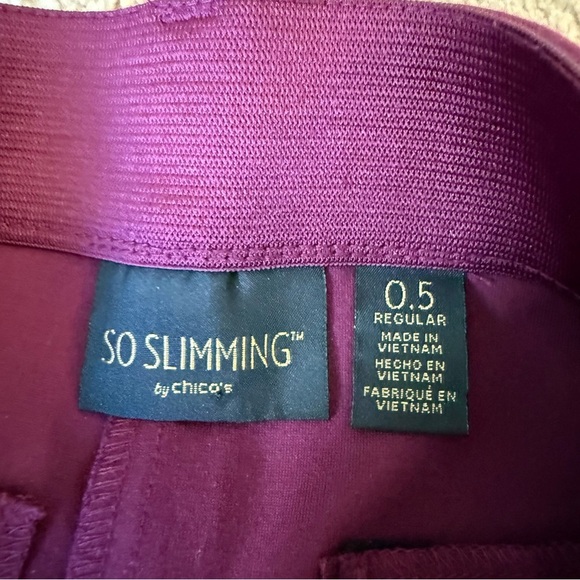 SO SLIMMING™
by chico's
0.5
REGULAR
MADE IN
VIETNAM
HECHO EN
VIETNAM
FABRIQUÉ EN
VIETNAM